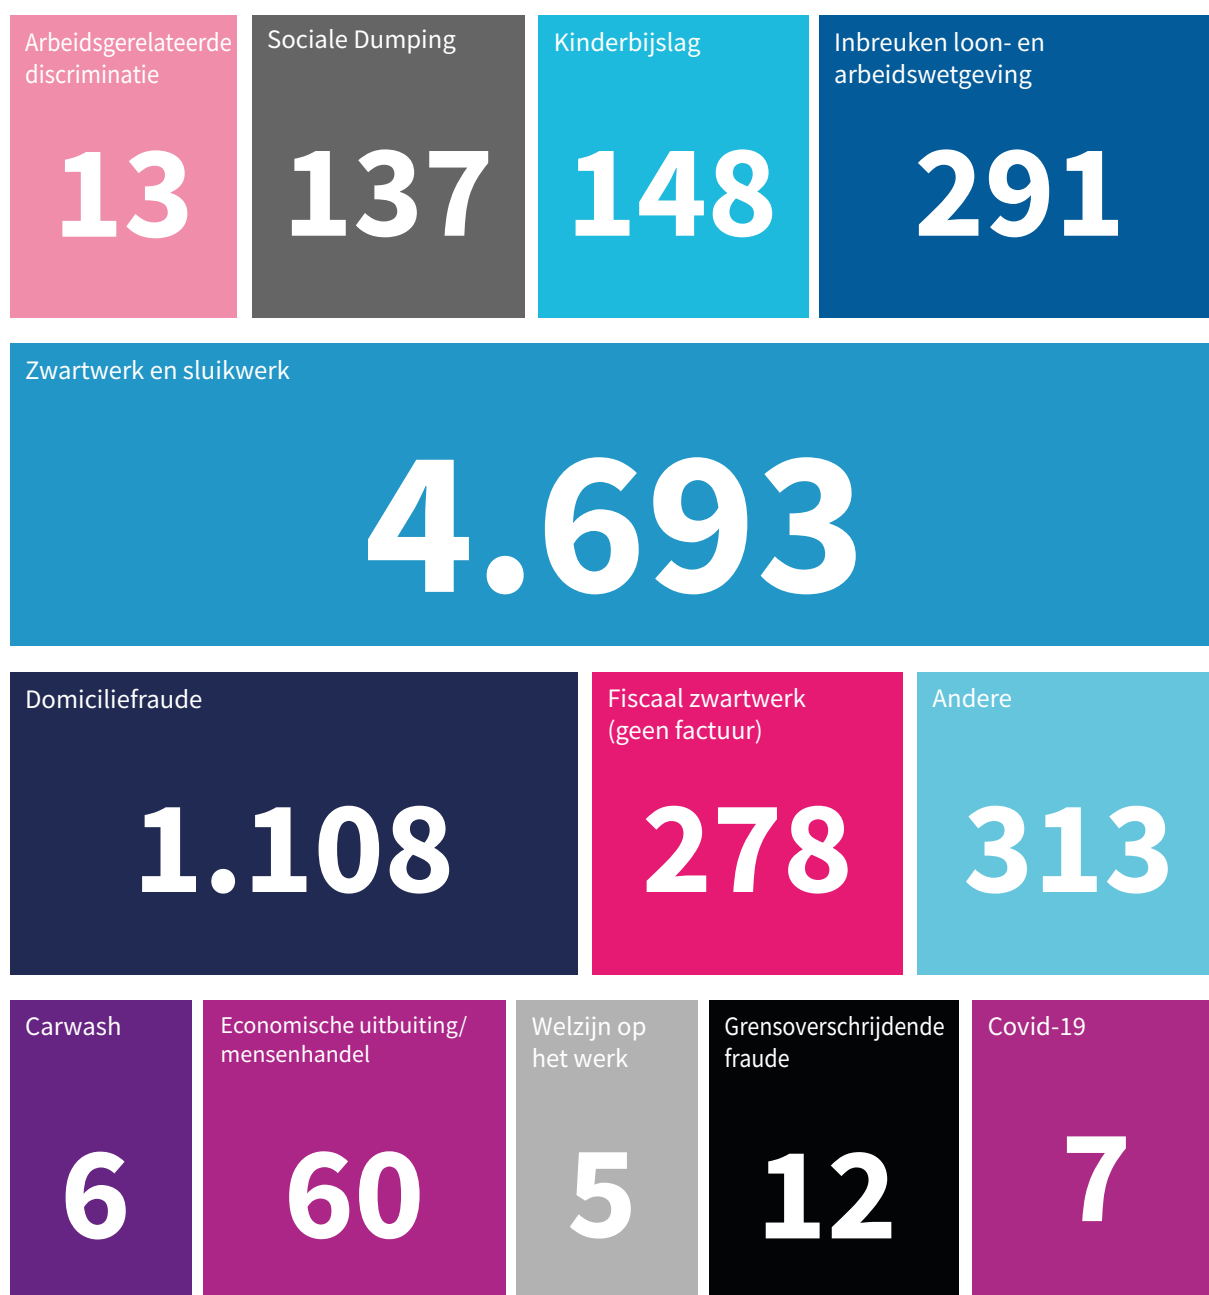 Arbeidsgerelateerde
discriminatie
13
Sociale Dumping
137
Kinderbijslag
148
Inbreuken loon- en
arbeidswetgeving
291
Zwartwerk en sluikwerk
4.693
Domiciliefraude
1.108
Fiscaal zwartwerk
(geen factuur)
278
Andere
313
Carwash
6
Economische uitbuiting/
mensenhandel
60
Welzijn op
het werk
5
Grensoverschrijdende
fraude
12
Covid-19
7